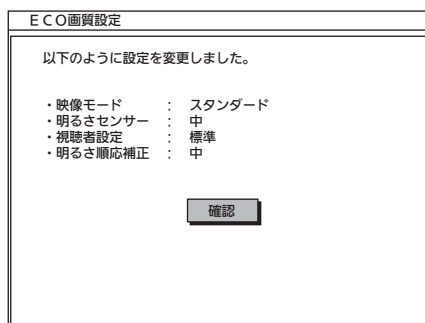 ＥＣＯ画質設定
以下のように設定を変更しました。
・映像モード ： スタンダード
・明るさセンサー ： 中
・視聴者設定 ： 標準
・明るさ順応補正 ： 中
確認